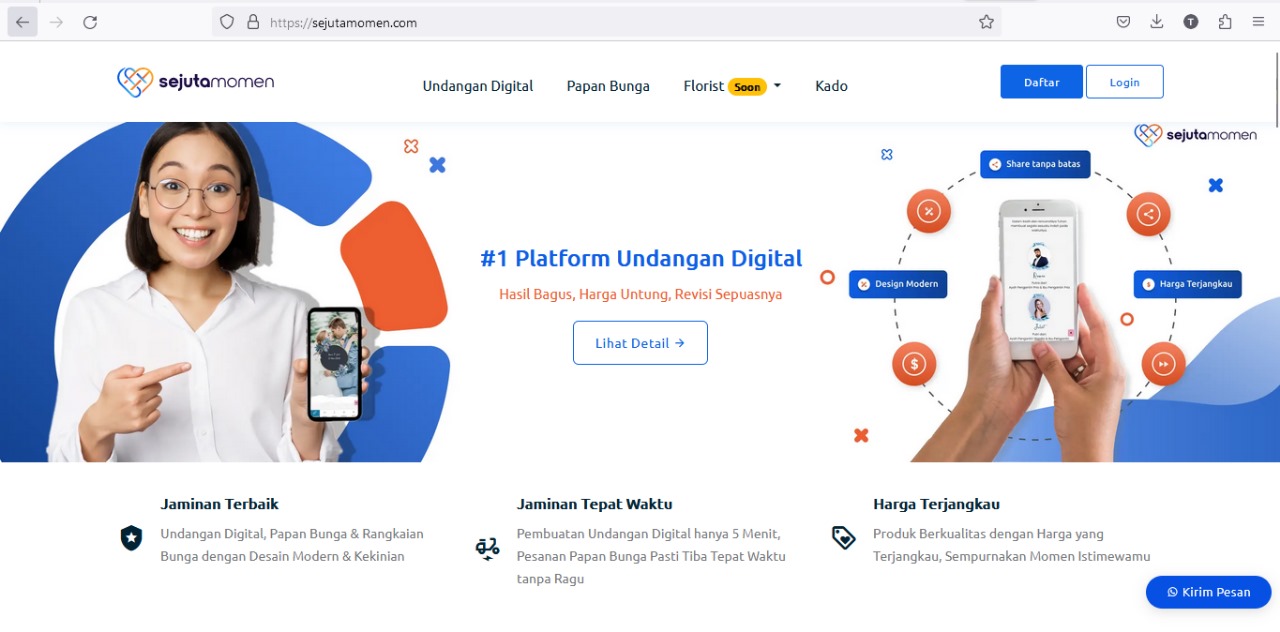 https://sejutamomen.com
T
sejutamomen
Undangan Digital
Papan Bunga
Florist Soon
Kado
Daftar
Login
sejutamomen
Share tanpa batas
Design Modern
Harga Terjangkau
$
#1 Platform Undangan Digital
Hasil Bagus, Harga Untung, Revisi Sepuasnya
Lihat Detail →
Jaminan Terbaik
Undangan Digital, Papan Bunga & Rangkaian
Bunga dengan Desain Modern & Kekinian
Jaminan Tepat Waktu
Pembuatan Undangan Digital hanya 5 Menit,
Pesanan Papan Bunga Pasti Tiba Tepat Waktu
tanpa Ragu
Harga Terjangkau
Produk Berkualitas dengan Harga yang
Terjangkau, Sempurnakan Momen Istimewamu
Kirim Pesan